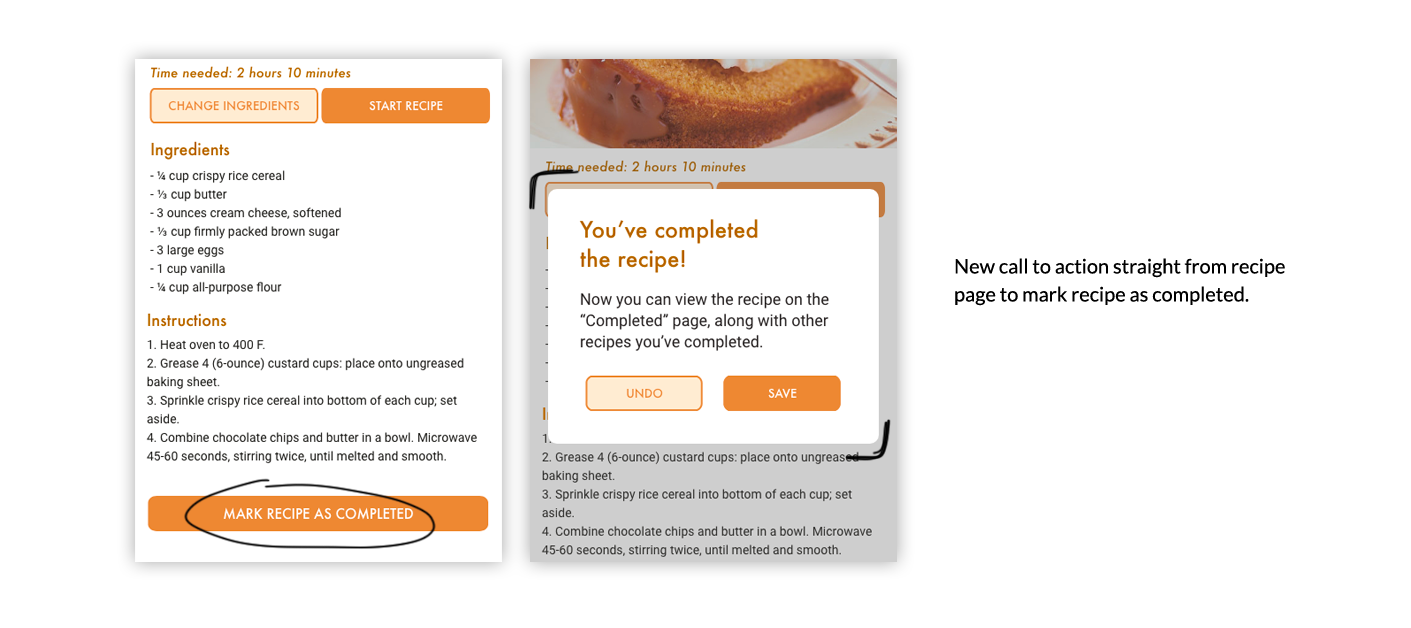 Time needed: 2 hours 10 minutes
CHANGE INGREDIENTS
START RECIPE
Ingredients
- ¼ cup crispy rice cereal
- ⅓ cup butter
- 3 ounces cream cheese, softened
- ⅓ cup firmly packed brown sugar
- 3 large eggs
- 1 cup vanilla
- ¼ cup all-purpose flour
Instructions
1. Heat oven to 400 F.
2. Grease 4 (6-ounce) custard cups: place onto ungreased
baking sheet.
3. Sprinkle crispy rice cereal into bottom of each cup; set
aside.
4. Combine chocolate chips and butter in a bowl. Microwave
45-60 seconds, stirring twice, until melted and smooth.
MARK RECIPE AS COMPLETED
Time needed: 2 hours 10 minutes
You’ve completed
the recipe!
Now you can view the recipe on the
“Completed” page, along with other
recipes you’ve completed.
UNDO
SAVE
1.
2. Grease 4 (6-ounce) custard cups: place onto ungreased
baking sheet.
3. Sprinkle crispy rice cereal into bottom of each cup; set
aside.
4. Combine chocolate chips and butter in a bowl. Microwave
45-60 seconds, stirring twice, until melted and smooth.
New call to action straight from recipe
page to mark recipe as completed.